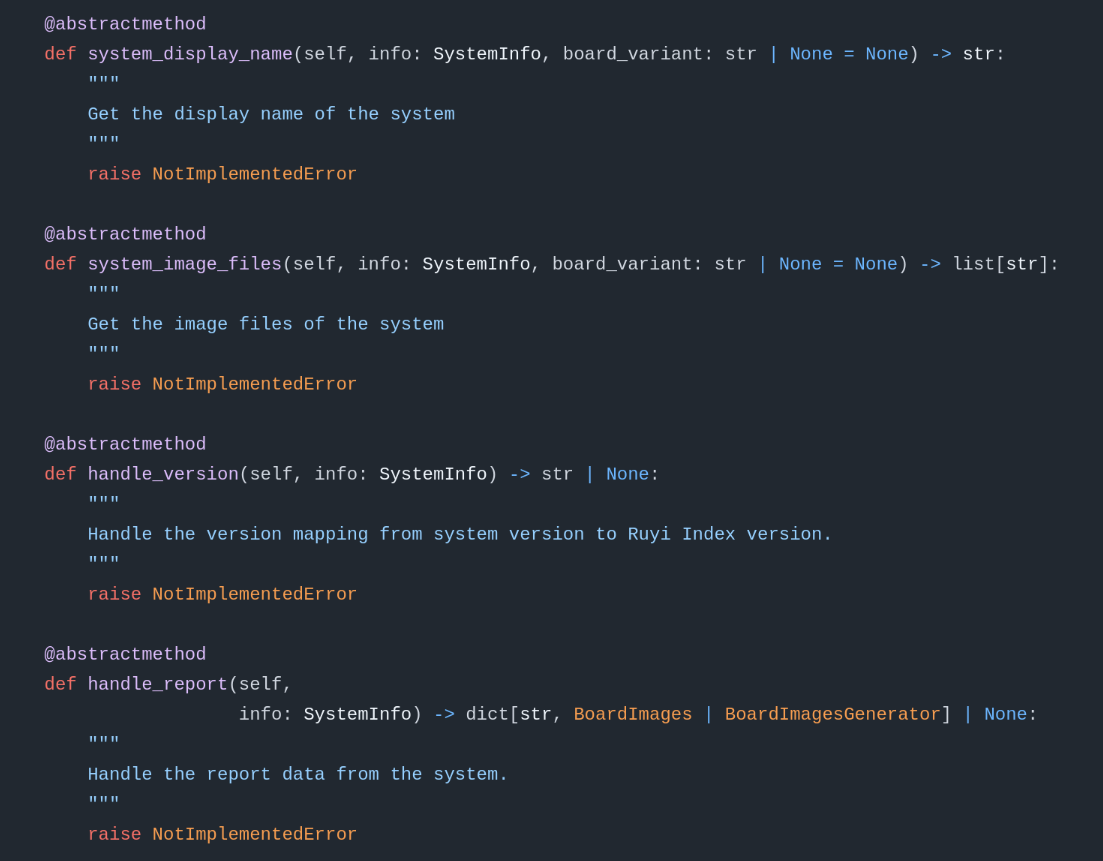 @abstractmethod
def system_display_name(self, info: SystemInfo, board_variant: str | None = None) -> str:
    """
    Get the display name of the system
    """
    raise NotImplementedError

@abstractmethod
def system_image_files(self, info: SystemInfo, board_variant: str | None = None) -> list[str]:
    """
    Get the image files of the system
    """
    raise NotImplementedError

@abstractmethod
def handle_version(self, info: SystemInfo) -> str | None:
    """
    Handle the version mapping from system version to Ruyi Index version.
    """
    raise NotImplementedError

@abstractmethod
def handle_report(self,
                  info: SystemInfo) -> dict[str, BoardImages | BoardImagesGenerator] | None:
    """
    Handle the report data from the system.
    """
    raise NotImplementedError